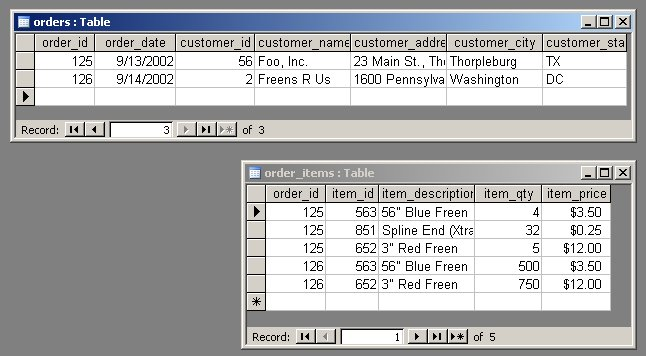 orders : Table
order_id order_date customer_id customer_name customer_addre customer_city customer_sta
125 9/13/2002 56 Foo, Inc. 23 Main St., Tho Thorpleburg TX
126 9/14/2002 2 Freens R Us 1600 Pennsylva Washington DC
Record: 3 of 3
order_items : Table
order_id item_id item_description item_qty item_price
125 563 56" Blue Freen 4 $3.50
125 851 Spline End (Xtra 32 $0.25
125 652 3" Red Freen 5 $12.00
126 563 56" Blue Freen 500 $3.50
126 652 3" Red Freen 750 $12.00
Record: 1 of 5